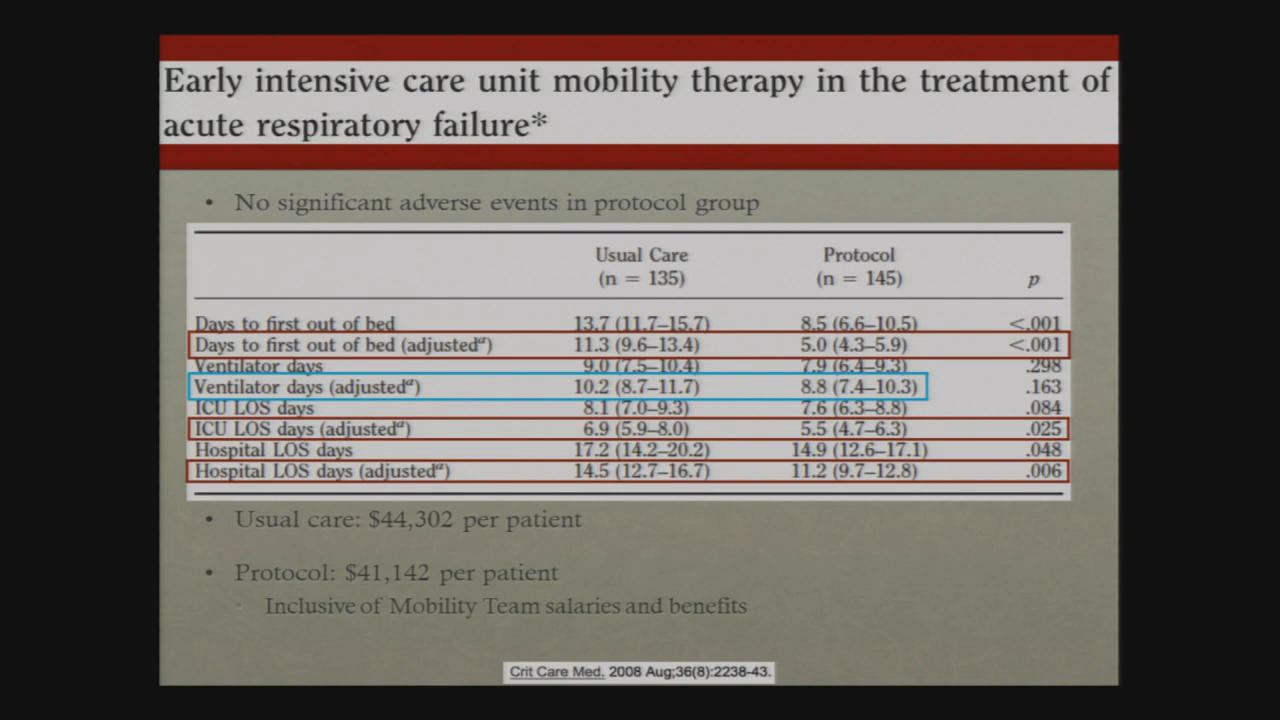 Early intensive care unit mobility therapy in the treatment of
acute respiratory failure*
• No significant adverse events in protocol group
Usual Care Protocol
(n = 135) (n = 145) p
Days to first out of bed 13.7 (11.7–15.7) 8.5 (6.6–10.5) <.001
Days to first out of bed (adjustedᵃ) 11.3 (9.6–13.4) 5.0 (4.3–5.9) <.001
Ventilator days 9.0 (7.5–10.4) 7.9 (6.4–9.3) .298
Ventilator days (adjustedᵃ) 10.2 (8.7–11.7) 8.8 (7.4–10.3) .163
ICU LOS days 8.1 (7.0–9.3) 7.6 (6.3–8.8) .084
ICU LOS days (adjustedᵃ) 6.9 (5.9–8.0) 5.5 (4.7–6.3) .025
Hospital LOS days 17.2 (14.2–20.2) 14.9 (12.6–17.1) .048
Hospital LOS days (adjustedᵃ) 14.5 (12.7–16.7) 11.2 (9.7–12.8) .006
• Usual care: $44,302 per patient
• Protocol: $41,142 per patient
Inclusive of Mobility Team salaries and benefits
Crit Care Med. 2008 Aug;36(8):2238-43.